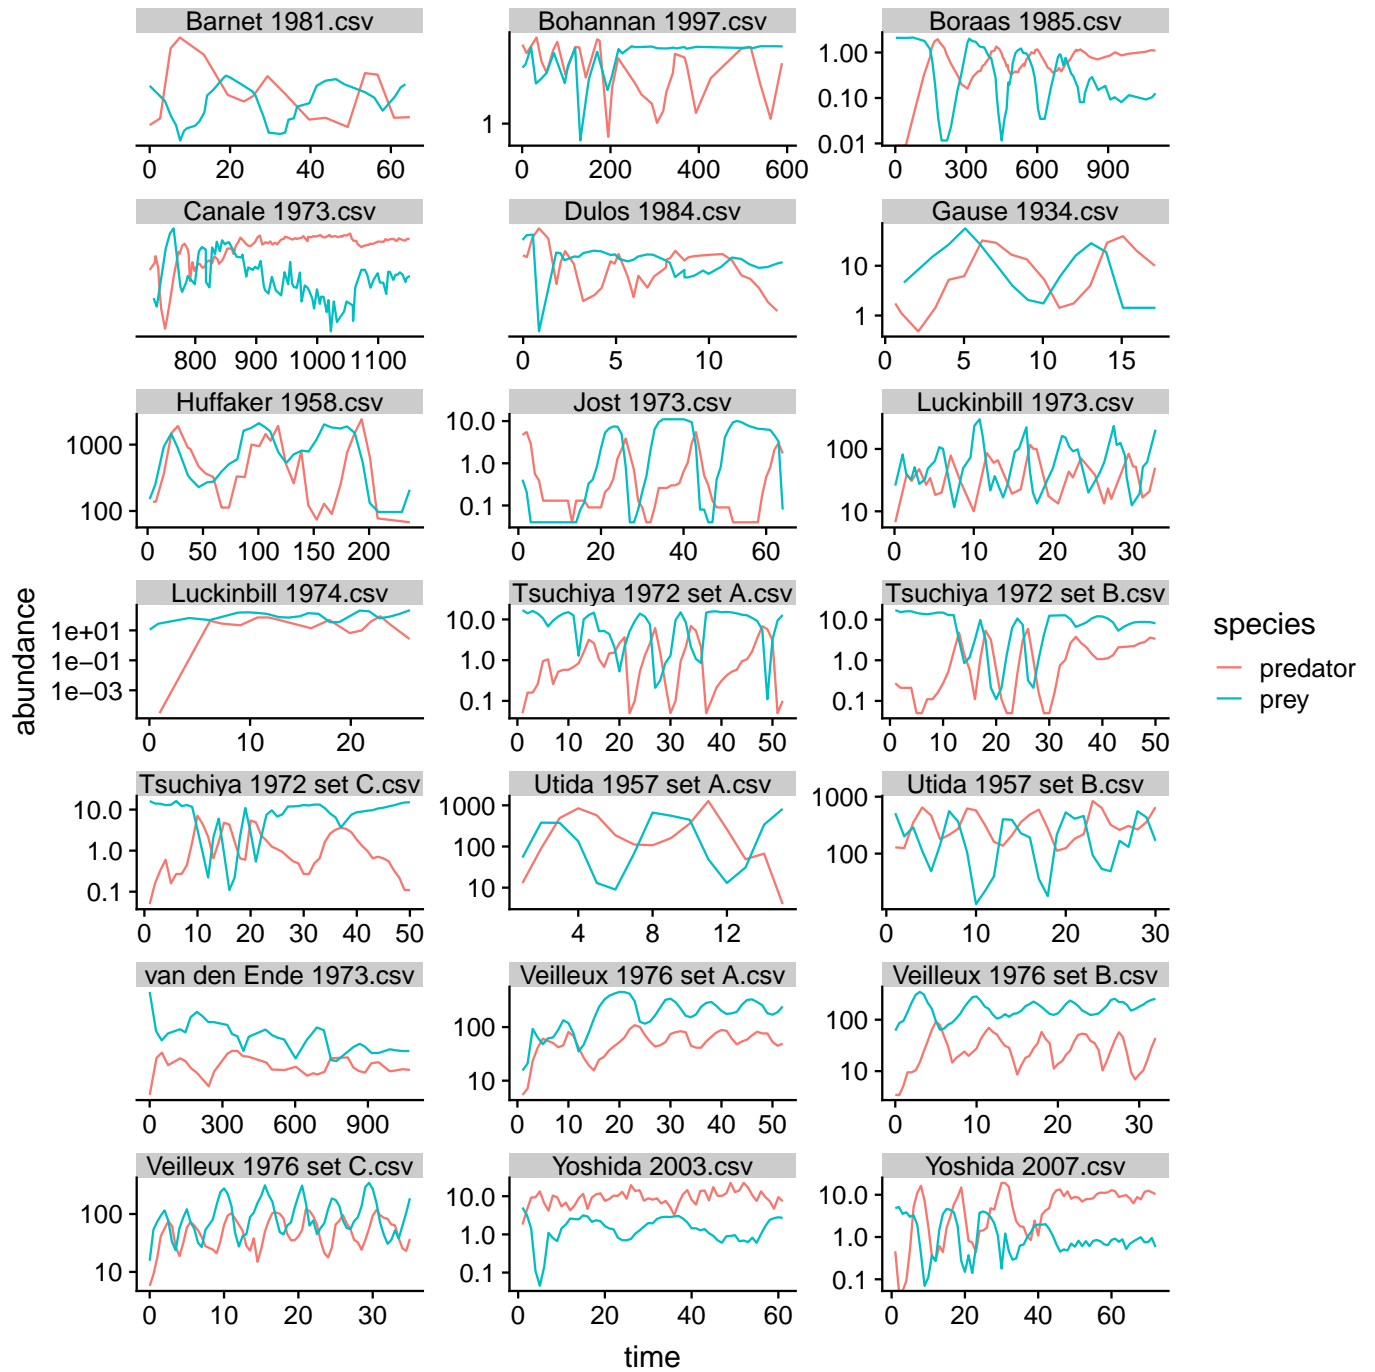 Barnet 1981.csv
Bohannan 1997.csv
Boraas 1985.csv
1
1.00
0.10
0.01
0 20 40 60
0 200 400 600
0 300 600 900
Canale 1973.csv
Dulos 1984.csv
Gause 1934.csv
10
1
800 900 1000 1100
0 5 10
0 5 10 15
Huffaker 1958.csv
Jost 1973.csv
Luckinbill 1973.csv
1000
100
10.0
1.0
0.1
100
10
0 50 100 150 200
0 20 40 60
0 10 20 30
Luckinbill 1974.csv
Tsuchiya 1972 set A.csv
Tsuchiya 1972 set B.csv
1e+01
1e−01
1e−03
10.0
1.0
0.1
10.0
1.0
0.1
0 10 20
0 10 20 30 40 50
0 10 20 30 40 50
Tsuchiya 1972 set C.csv
Utida 1957 set A.csv
Utida 1957 set B.csv
10.0
1.0
0.1
1000
100
10
1000
100
0 10 20 30 40 50
4 8 12
0 10 20 30
van den Ende 1973.csv
Veilleux 1976 set A.csv
Veilleux 1976 set B.csv
100
10
100
10
0 300 600 900
0 10 20 30 40 50
0 10 20 30
Veilleux 1976 set C.csv
Yoshida 2003.csv
Yoshida 2007.csv
100
10
10.0
1.0
0.1
10.0
1.0
0.1
0 10 20 30
0 20 40 60
0 20 40 60
time
abundance
species
predator
prey